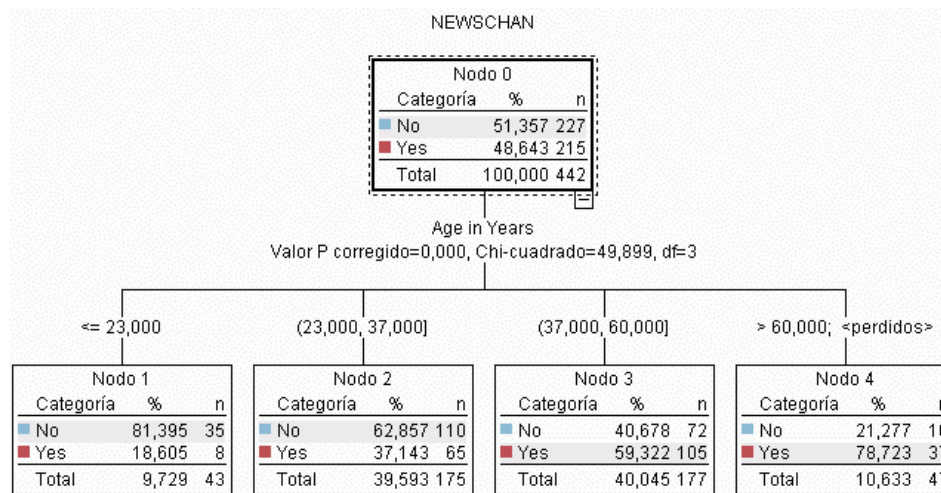 NEWSCHAN
Nodo 0
Categoría % n
No 51,357 227
Yes 48,643 215
Total 100,000 442
Age in Years
Valor P corregido=0,000, Chi-cuadrado=49,899, df=3
<= 23,000
(23,000, 37,000]
(37,000, 60,000]
> 60,000; <perdidos>
Nodo 1
Categoría % n
No 81,395 35
Yes 18,605 8
Total 9,729 43
Nodo 2
Categoría % n
No 62,857 110
Yes 37,143 65
Total 39,593 175
Nodo 3
Categoría % n
No 40,678 72
Yes 59,322 105
Total 40,045 177
Nodo 4
Categoría %
No 21,277
Yes 78,723
Total 10,633